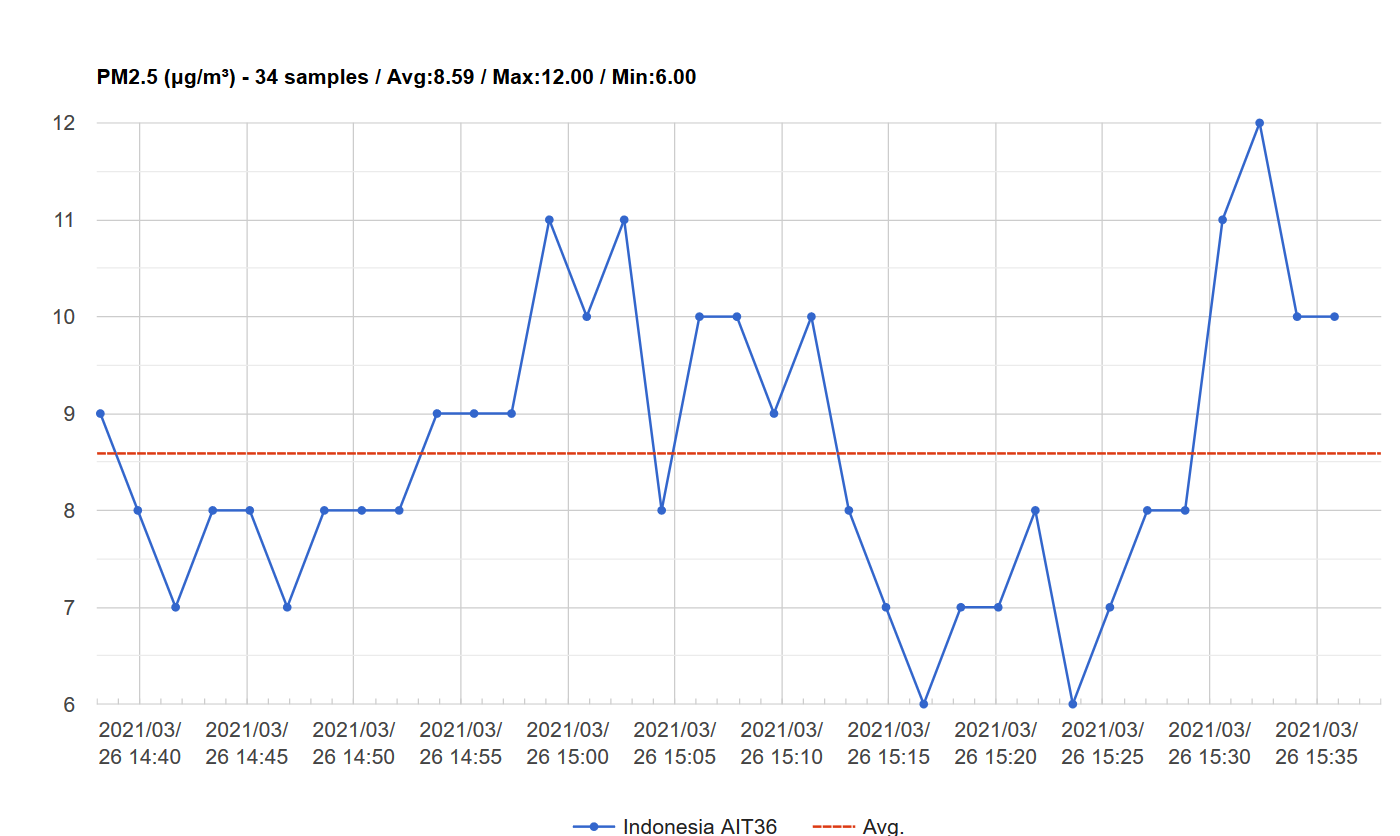 PM2.5 (µg/m³) - 34 samples / Avg:8.59 / Max:12.00 / Min:6.00
12
11
10
9
8
7
6
2021/03/ 2021/03/ 2021/03/ 2021/03/ 2021/03/ 2021/03/ 2021/03/ 2021/03/ 2021/03/ 2021/03/ 2021/03/ 2021/03/
26 14:40 26 14:45 26 14:50 26 14:55 26 15:00 26 15:05 26 15:10 26 15:15 26 15:20 26 15:25 26 15:30 26 15:35
Indonesia AIT36 Avg.